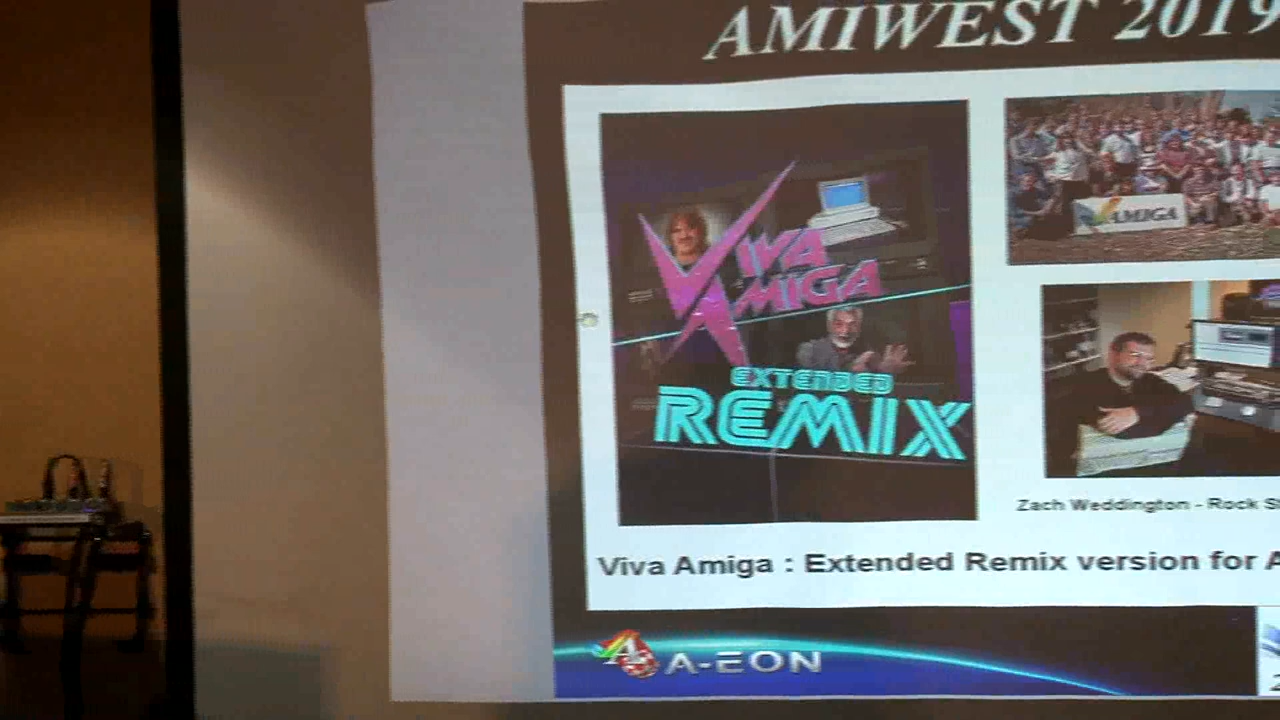 AMIWEST 2019
AMIGA
VIVA
AMIGA
EXTENDED
REMIX
Zach Weddington - Rock S
Viva Amiga : Extended Remix version for A
A-EON